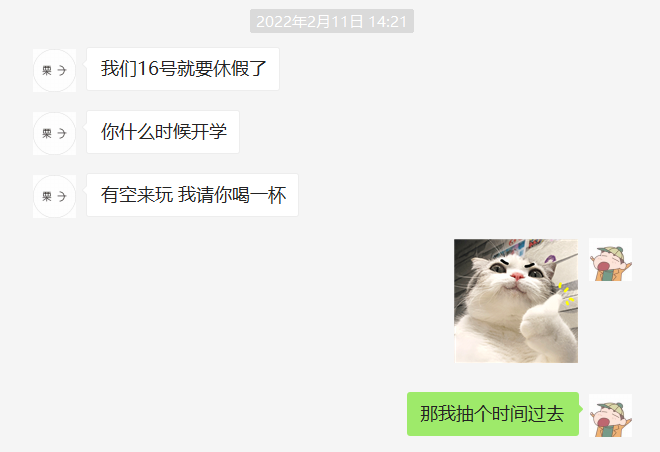 2022年2月11日 14:21
栗 子
我们16号就要休假了
栗 子
你什么时候开学
栗 子
有空来玩 我请你喝一杯
那我抽个时间过去